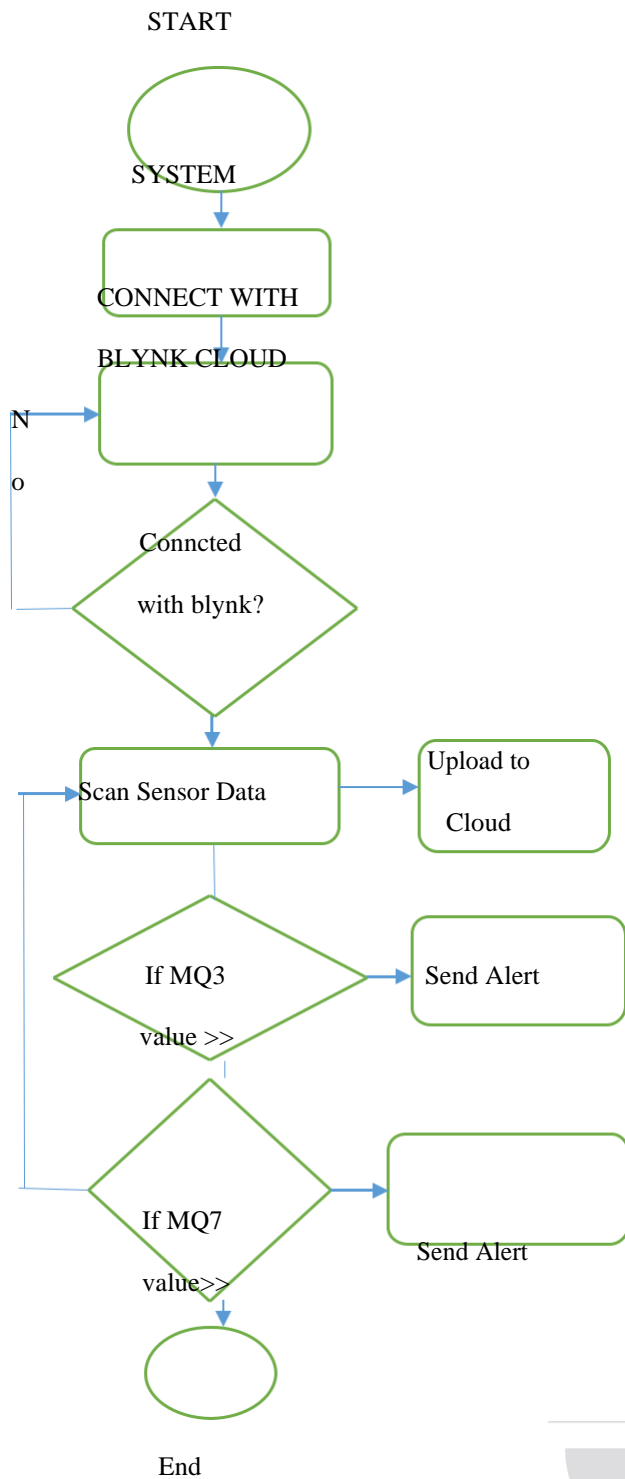 START
SYSTEM
CONNECT WITH
BLYNK CLOUD
N
o
Conncted
with blynk?
Scan Sensor Data
Upload to
Cloud
If MQ3
value >>
Send Alert
If MQ7
value>>
Send Alert
End